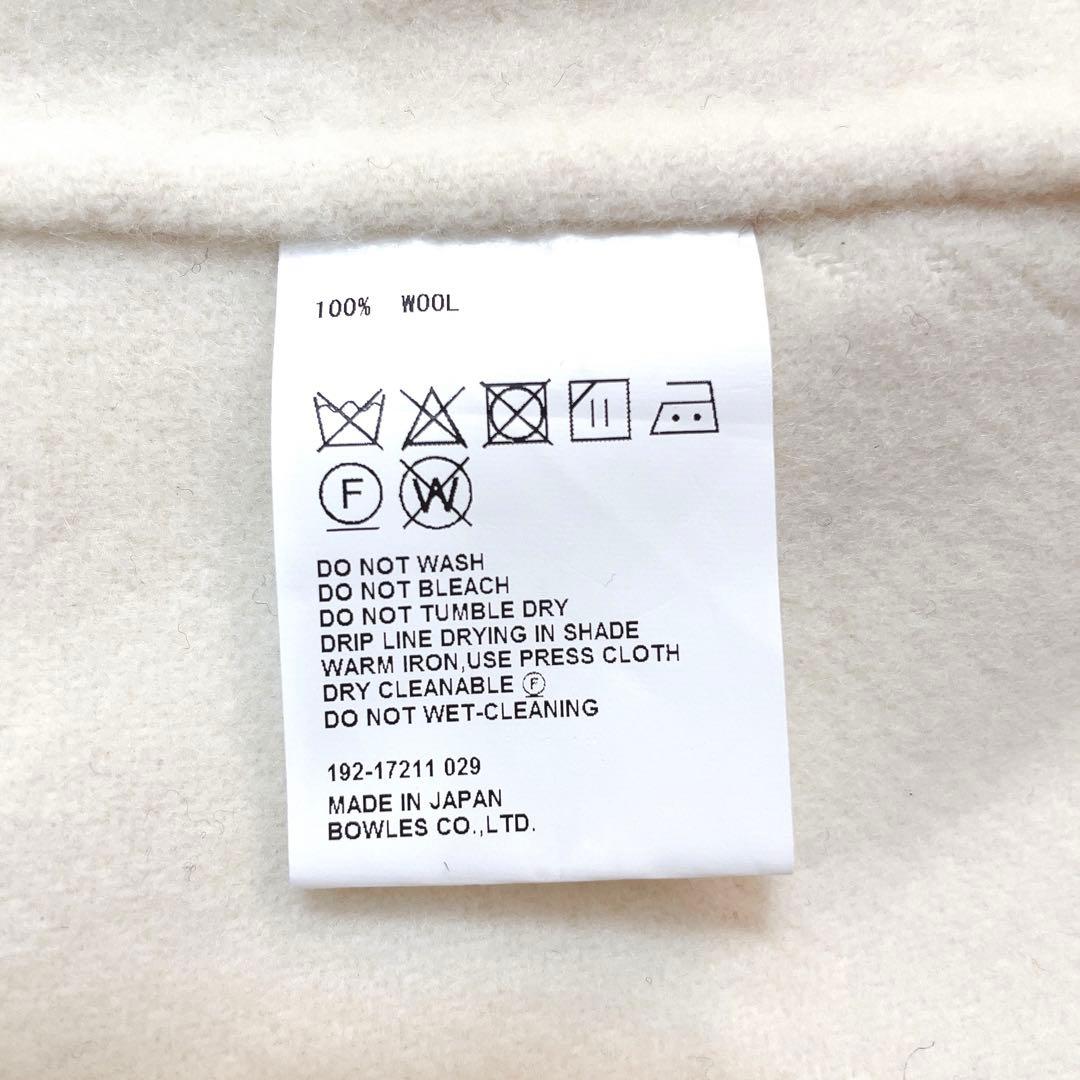 100% WOOL
F W
DO NOT WASH
DO NOT BLEACH
DO NOT TUMBLE DRY
DRIP LINE DRYING IN SHADE
WARM IRON,USE PRESS CLOTH
DRY CLEANABLE Ⓕ
DO NOT WET-CLEANING
192-17211 029
MADE IN JAPAN
BOWLES CO.,LTD.